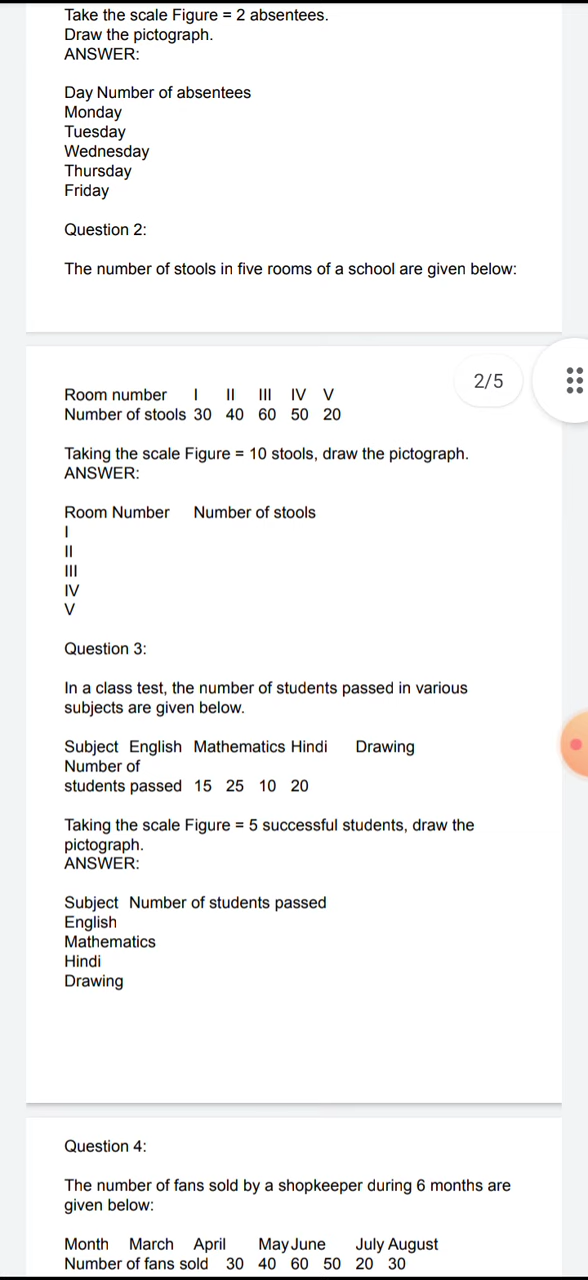 Take the scale Figure = 2 absentees.
Draw the pictograph.
ANSWER:
Day Number of absentees
Monday
Tuesday
Wednesday
Thursday
Friday
Question 2:
The number of stools in five rooms of a school are given below:
2/5
Room number I II III IV V
Number of stools 30 40 60 50 20
Taking the scale Figure = 10 stools, draw the pictograph.
ANSWER:
Room Number Number of stools
I
II
III
IV
V
Question 3:
In a class test, the number of students passed in various
subjects are given below.
Subject English Mathematics Hindi Drawing
Number of
students passed 15 25 10 20
Taking the scale Figure = 5 successful students, draw the
pictograph.
ANSWER:
Subject Number of students passed
English
Mathematics
Hindi
Drawing
Question 4:
The number of fans sold by a shopkeeper during 6 months are
given below:
Month March April May June July August
Number of fans sold 30 40 60 50 20 30